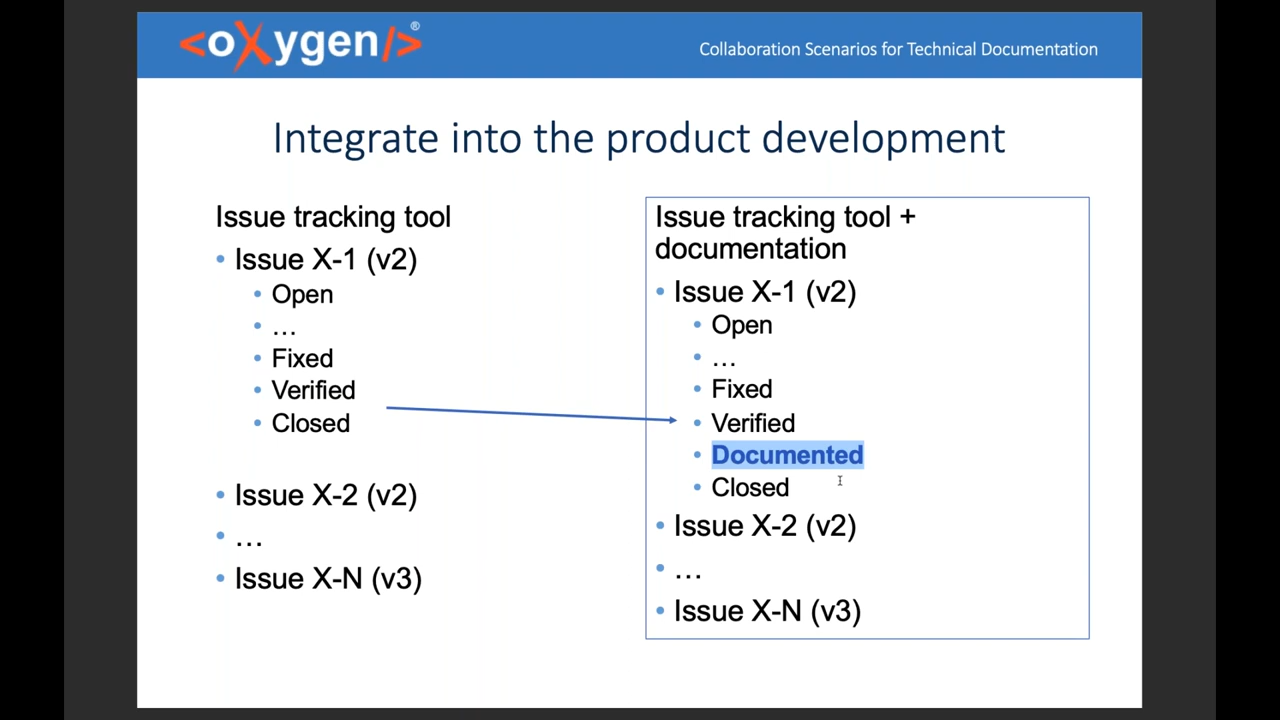 <oXygen/>®
Collaboration Scenarios for Technical Documentation
Integrate into the product development
Issue tracking tool
• Issue X-1 (v2)
• Open
• …
• Fixed
• Verified
• Closed
• Issue X-2 (v2)
• …
• Issue X-N (v3)
Issue tracking tool +
documentation
• Issue X-1 (v2)
• Open
• …
• Fixed
• Verified
• Documented
• Closed
• Issue X-2 (v2)
• …
• Issue X-N (v3)